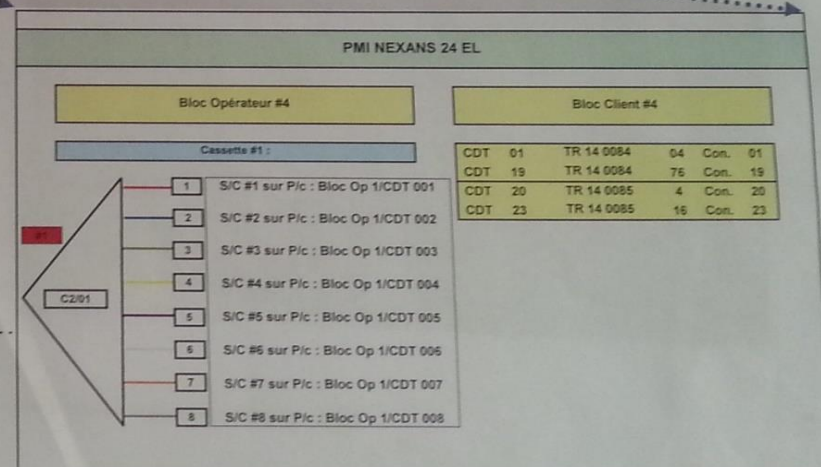 PMI NEXANS 24 EL
Bloc Opérateur #4
Bloc Client #4
Cassette #1 :
CDT 01 TR 14 0084 04 Con. 01
CDT 19 TR 14 0084 76 Con. 19
CDT 20 TR 14 0085 4 Con. 20
CDT 23 TR 14 0085 16 Con. 23
#1
C2/01
1 S/C #1 sur P/c : Bloc Op 1/CDT 001
2 S/C #2 sur P/c : Bloc Op 1/CDT 002
3 S/C #3 sur P/c : Bloc Op 1/CDT 003
4 S/C #4 sur P/c : Bloc Op 1/CDT 004
5 S/C #5 sur P/c : Bloc Op 1/CDT 005
6 S/C #6 sur P/c : Bloc Op 1/CDT 006
7 S/C #7 sur P/c : Bloc Op 1/CDT 007
8 S/C #8 sur P/c : Bloc Op 1/CDT 008